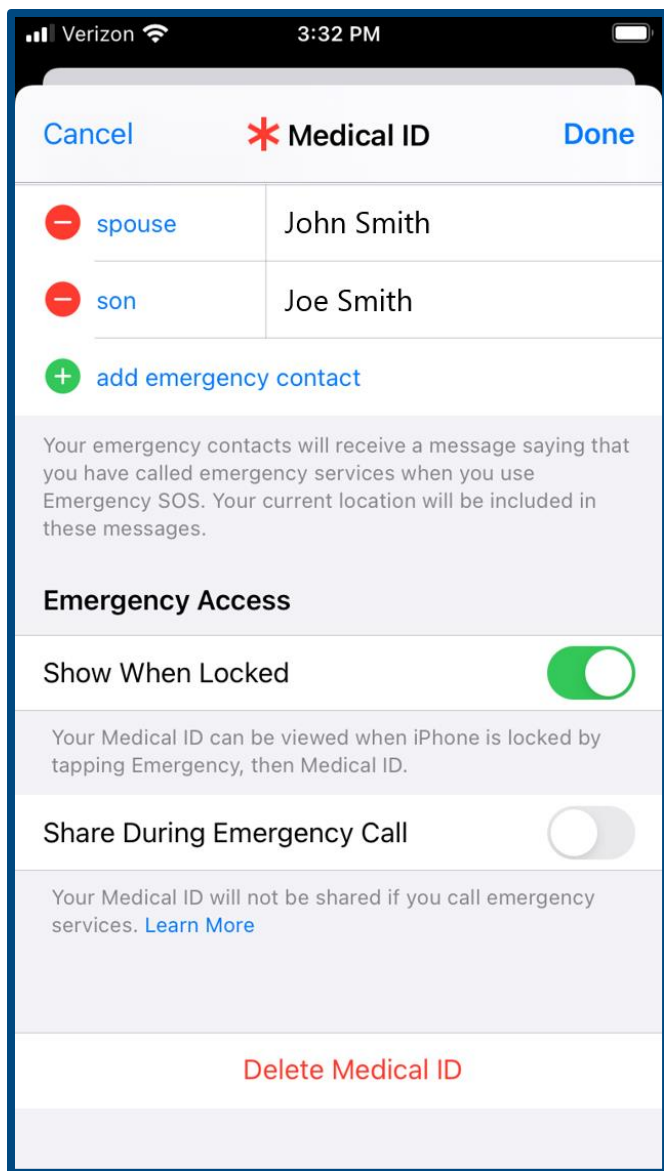 Verizon 3:32 PM
Cancel Medical ID Done
spouse John Smith
son Joe Smith
add emergency contact
Your emergency contacts will receive a message saying that
you have called emergency services when you use
Emergency SOS. Your current location will be included in
these messages.
Emergency Access
Show When Locked
Your Medical ID can be viewed when iPhone is locked by
tapping Emergency, then Medical ID.
Share During Emergency Call
Your Medical ID will not be shared if you call emergency
services. Learn More
Delete Medical ID